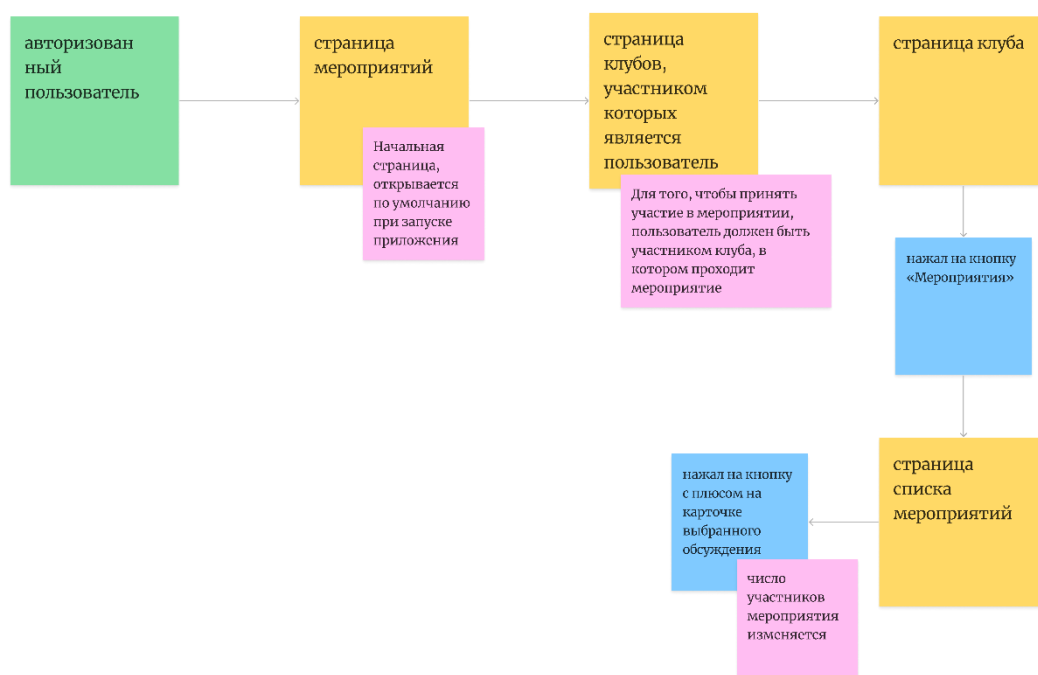 авторизован
ный
пользователь
страница
мероприятий
Начальная
страница,
открывается
по умолчанию
при запуске
приложения
страница
клубов,
участником
которых
является
пользователь
Для того, чтобы принять
участие в мероприятии,
пользователь должен быть
участником клуба, в
котором проходит
мероприятие
страница клуба
нажал на кнопку
«Мероприятия»
страница
списка
мероприятий
нажал на кнопку
с плюсом на
карточке
выбранного
обсуждения
число
участников
мероприятия
изменяется